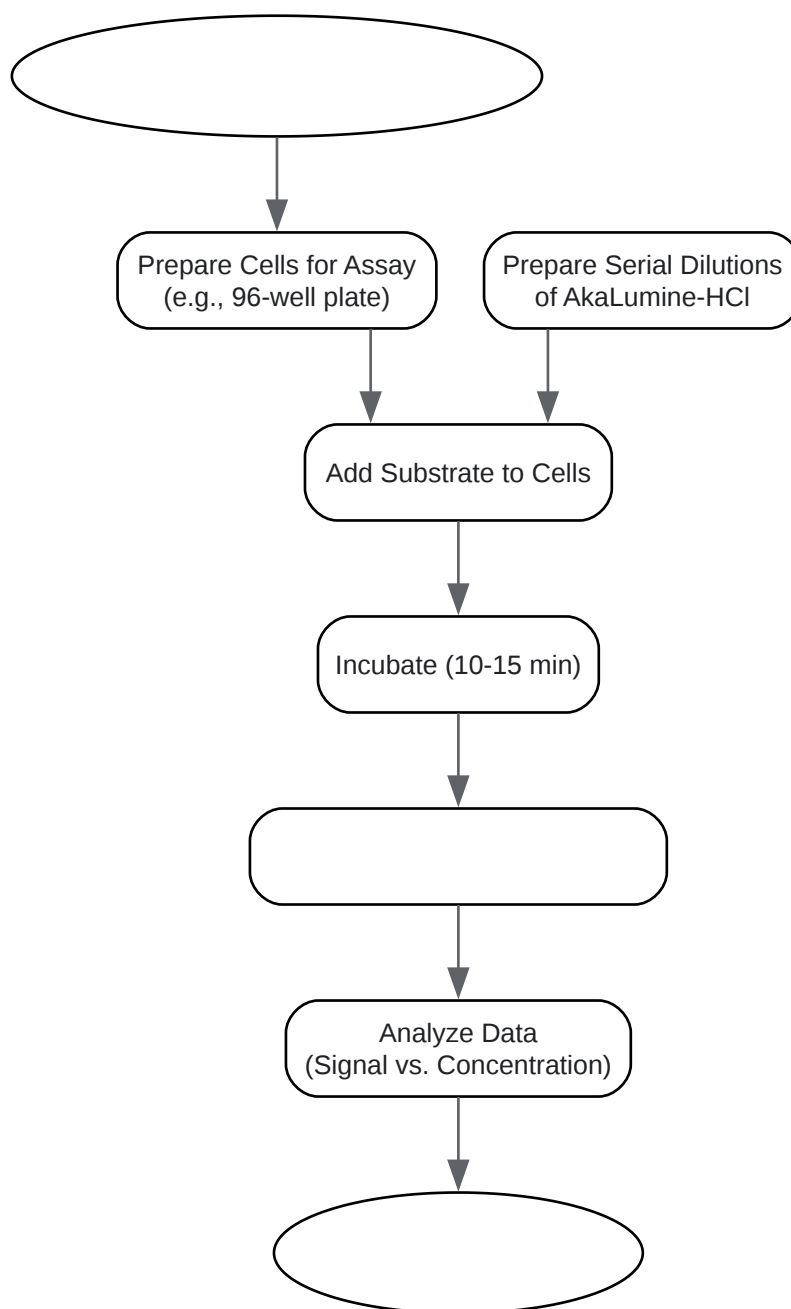 Prepare Cells for Assay
(e.g., 96-well plate)
Prepare Serial Dilutions
of AkaLumine-HCl
Add Substrate to Cells
Incubate (10-15 min)
Analyze Data
(Signal vs. Concentration)